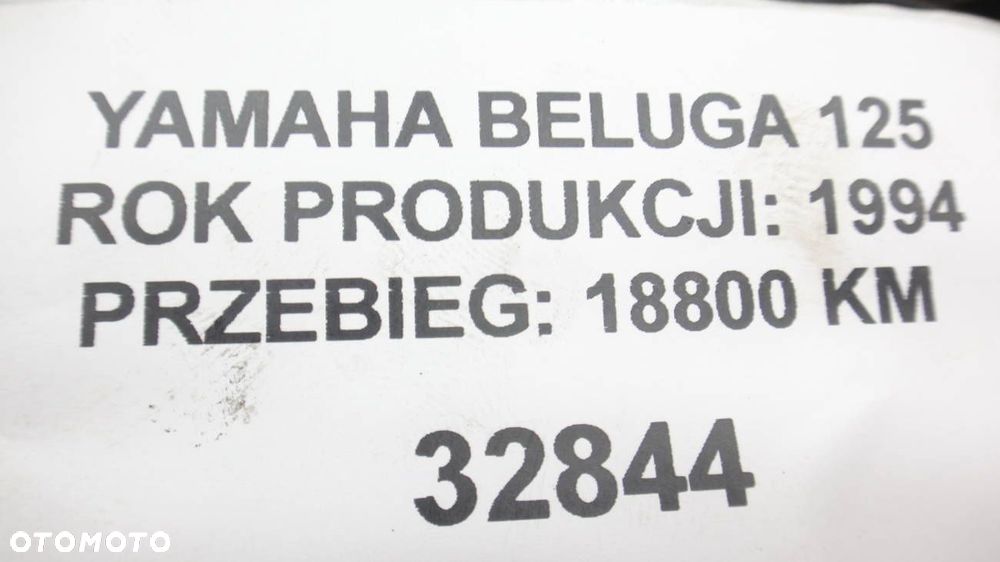 YAMAHA BELUGA 125
ROK PRODUKCJI: 1994
PRZEBIEG: 18800 KM
32844
OTOMOTO